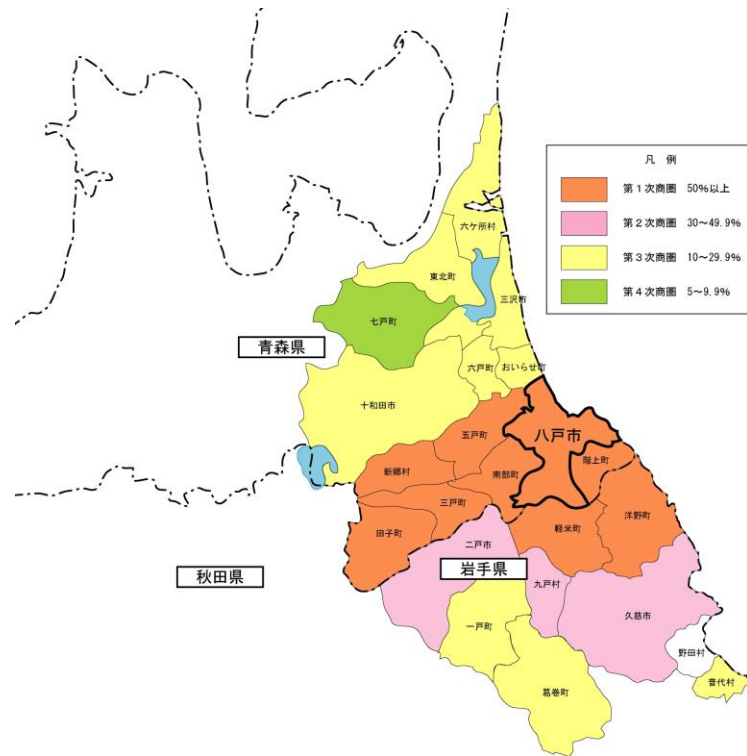 凡 例
第1次商圏 50%以上
第2次商圏 30～49.9%
第3次商圏 10～29.9%
第4次商圏 5～9.9%
六ケ所村
東北町
三沢市
七戸町
青森県
六戸町
おいらせ町
十和田市
八戸市
五戸町
階上町
新郷村
南部町
三戸町
洋野町
田子町
軽米町
二戸市
岩手県
秋田県
九戸村
久慈市
一戸町
野田村
普代村
葛巻町